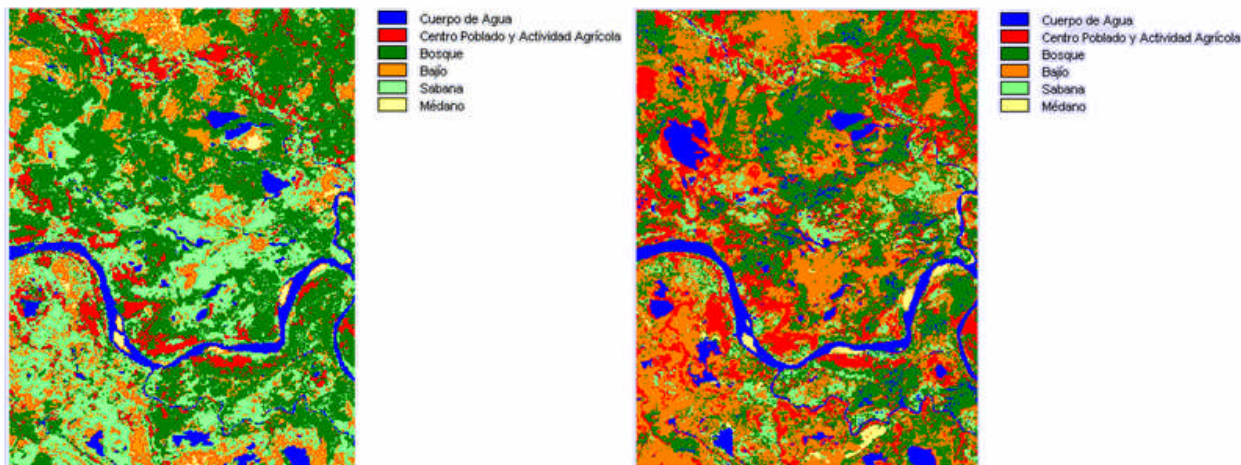 Cuerpo de Agua
Centro Poblado y Actividad Agrícola
Bosque
Bajío
Sabana
Médano
Cuerpo de Agua
Centro Poblado y Actividad Agrícola
Bosque
Bajío
Sabana
Médano